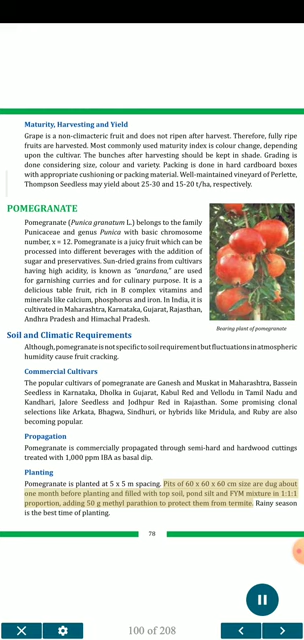 Maturity, Harvesting and Yield
Grape is a non-climacteric fruit and does not ripen after harvest. Therefore, fully ripe
fruits are harvested. Most commonly used maturity index is colour change, depending
upon the cultivar. The bunches after harvesting should be kept in shade. Grading is
done considering size, colour and variety. Packing is done in hard cardboard boxes
with appropriate cushioning or packing material. Well-maintained vineyard of Perlette,
Thompson Seedless may yield about 25-30 and 15-20 t/ha, respectively.
POMEGRANATE
Pomegranate (Punica granatum L.) belongs to the family
Punicaceae and genus Punica with basic chromosome
number, x = 12. Pomegranate is a juicy fruit which can be
processed into different beverages with the addition of
sugar and preservatives. Sun-dried grains from cultivars
having high acidity, is known as "anardana," are used
for garnishing curries and for culinary purpose. It is
a delicious table fruit, rich in B complex vitamins and
minerals like calcium, phosphorus and iron. In India, it
is cultivated in Maharashtra, Karnataka, Gujarat, Rajasthan,
Andhra Pradesh and Himachal Pradesh.
Bearing plant of pomegranate
Soil and Climatic Requirements
Although, pomegranate is not specific to soil requirement but fluctuations in atmospheric
humidity cause fruit cracking.
Commercial Cultivars
The popular cultivars of pomegranate are Ganesh and Muskat in Maharashtra, Bassein
Seedless in Karnataka, Dholka in Gujarat, Kabul Red and Vellodu in Tamil Nadu and
Kandhari, Jalore Seedless and Jodhpur Red in Rajasthan. Some promising clonal
selections like Arkata, Bhagwa, Sindhuri, or hybrids like Mridula, and Ruby are also
becoming popular.
Propagation
Pomegranate is commercially propagated through semi-hard and hardwood cuttings
treated with 1,000 ppm IBA as basal dip.
Planting
Pomegranate is planted at 5 x 5 m spacing. Pits of 60 x 60 x 60 cm size are dug about
one month before planting and filled with top soil, pond silt and FYM mixture in 1:1:1
proportion, adding 50 g methyl parathion to protect them from termite. Rainy season
is the best time of planting.
78
100 of 208